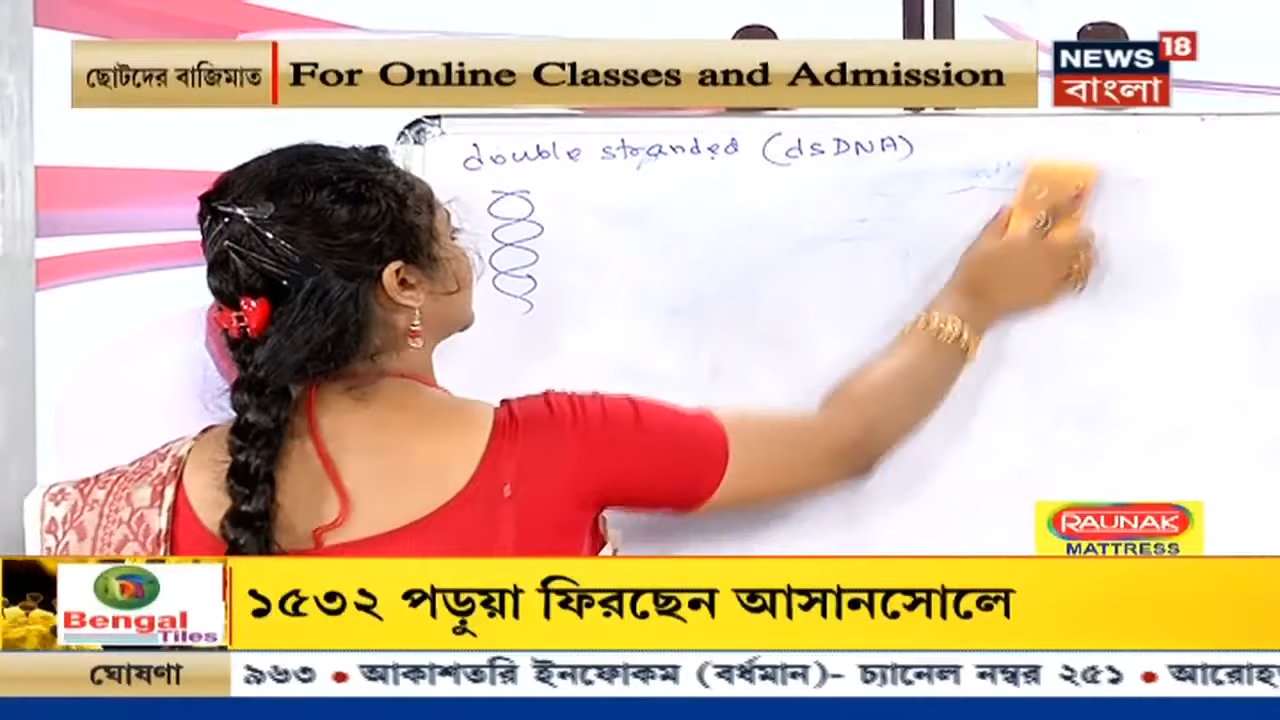 ছোটদের বাজিমাত
For Online Classes and Admission
NEWS 18
বাংলা
double stranded (dsDNA)
RAUNAK
MATTRESS
Bengal
Tiles
১৫৩২ পড়ুয়া ফিরছেন আসানসোলে
ঘোষণা
৯৬৩ • আকাশতরি ইনফোকম (বর্ধমান)- চ্যানেল নম্বর ২৫১ • আরোহ